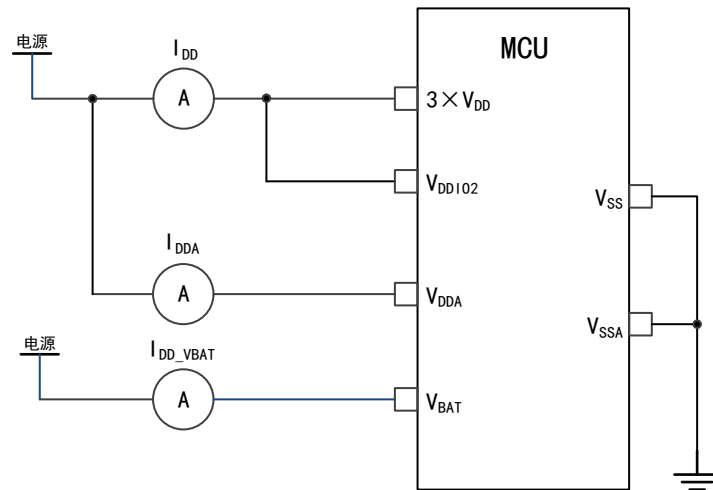 电源
I_DD
MCU
A
3×V_DD
V_DDIO2
V_SS
I_DDA
A
V_DDA
V_SSA
电源
I_DD_VBAT
A
V_BAT